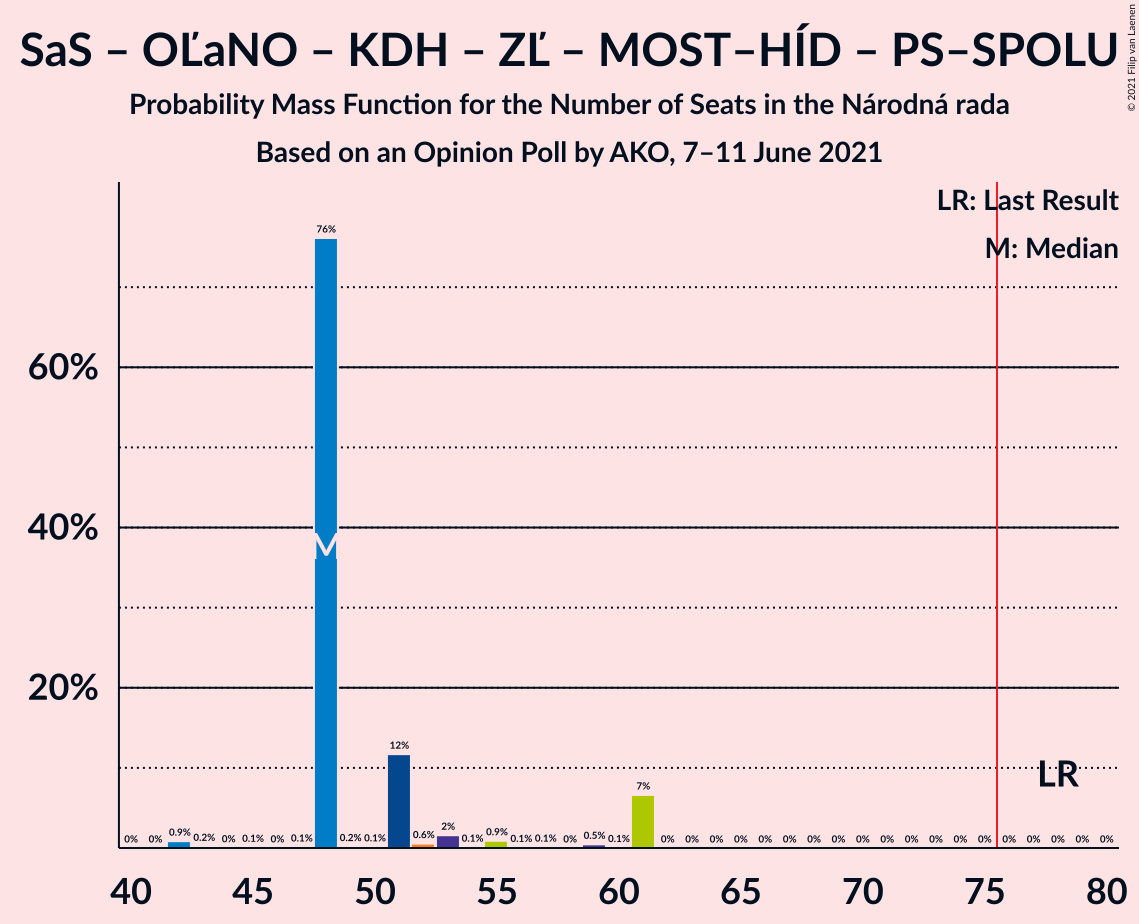 SaS – OĽaNO – KDH – ZĽ – MOST–HÍD – PS–SPOLU
Probability Mass Function for the Number of Seats in the Národná rada
Based on an Opinion Poll by AKO, 7–11 June 2021
© 2021 Filip van Laenen
LR: Last Result
M: Median
76%
60%
40%
M
20%
12%
LR
7%
0% 0% 0.9% 0.2% 0% 0.1% 0% 0.1% 0.2% 0.1% 0.6% 2% 0.1% 0.9% 0.1% 0.1% 0% 0.5% 0.1% 0% 0% 0% 0% 0% 0% 0% 0% 0% 0% 0% 0% 0% 0% 0% 0% 0% 0% 0%
40 45 50 55 60 65 70 75 80